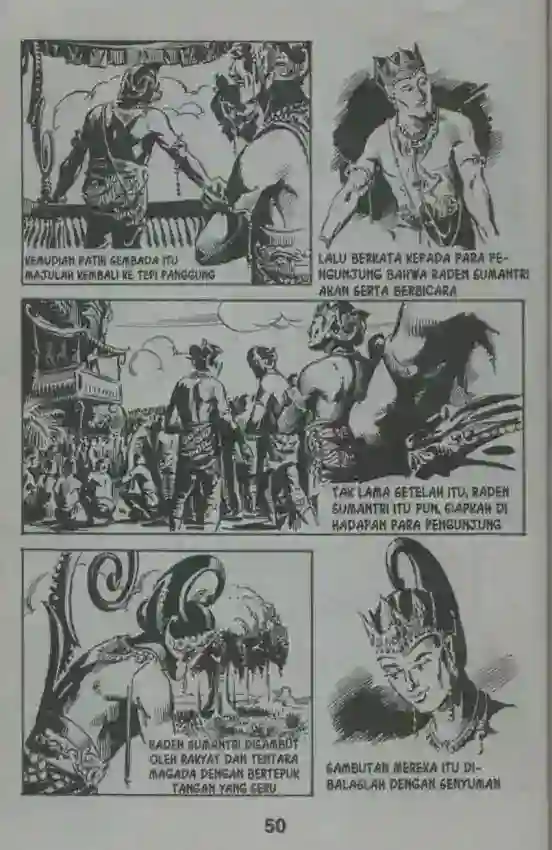 KEMUDIAN PATIH GEMBADA ITU
MAJULAH KEMBALI KE TEPI PANGGUNG
LALU BERKATA KEPADA PARA PE-
NGUNJUNG BAHWA RADEN SUMANTRI
AKAN SERTA BERBICARA
TAK LAMA SETELAH ITU, RADEN
SUMANTRI ITU PUN, SIAPKAH DI
HADAPAN PARA PENGUNJUNG
RADEN SUMANTRI DISAMBUT
OLEH RAKYAT DAN TENTARA
MAGADA DENGAN BERTEPUK
TANGAN YANG SERU
SAMBUTAN MEREKA ITU DI-
BALASLAH DENGAN SENYUMAN
50